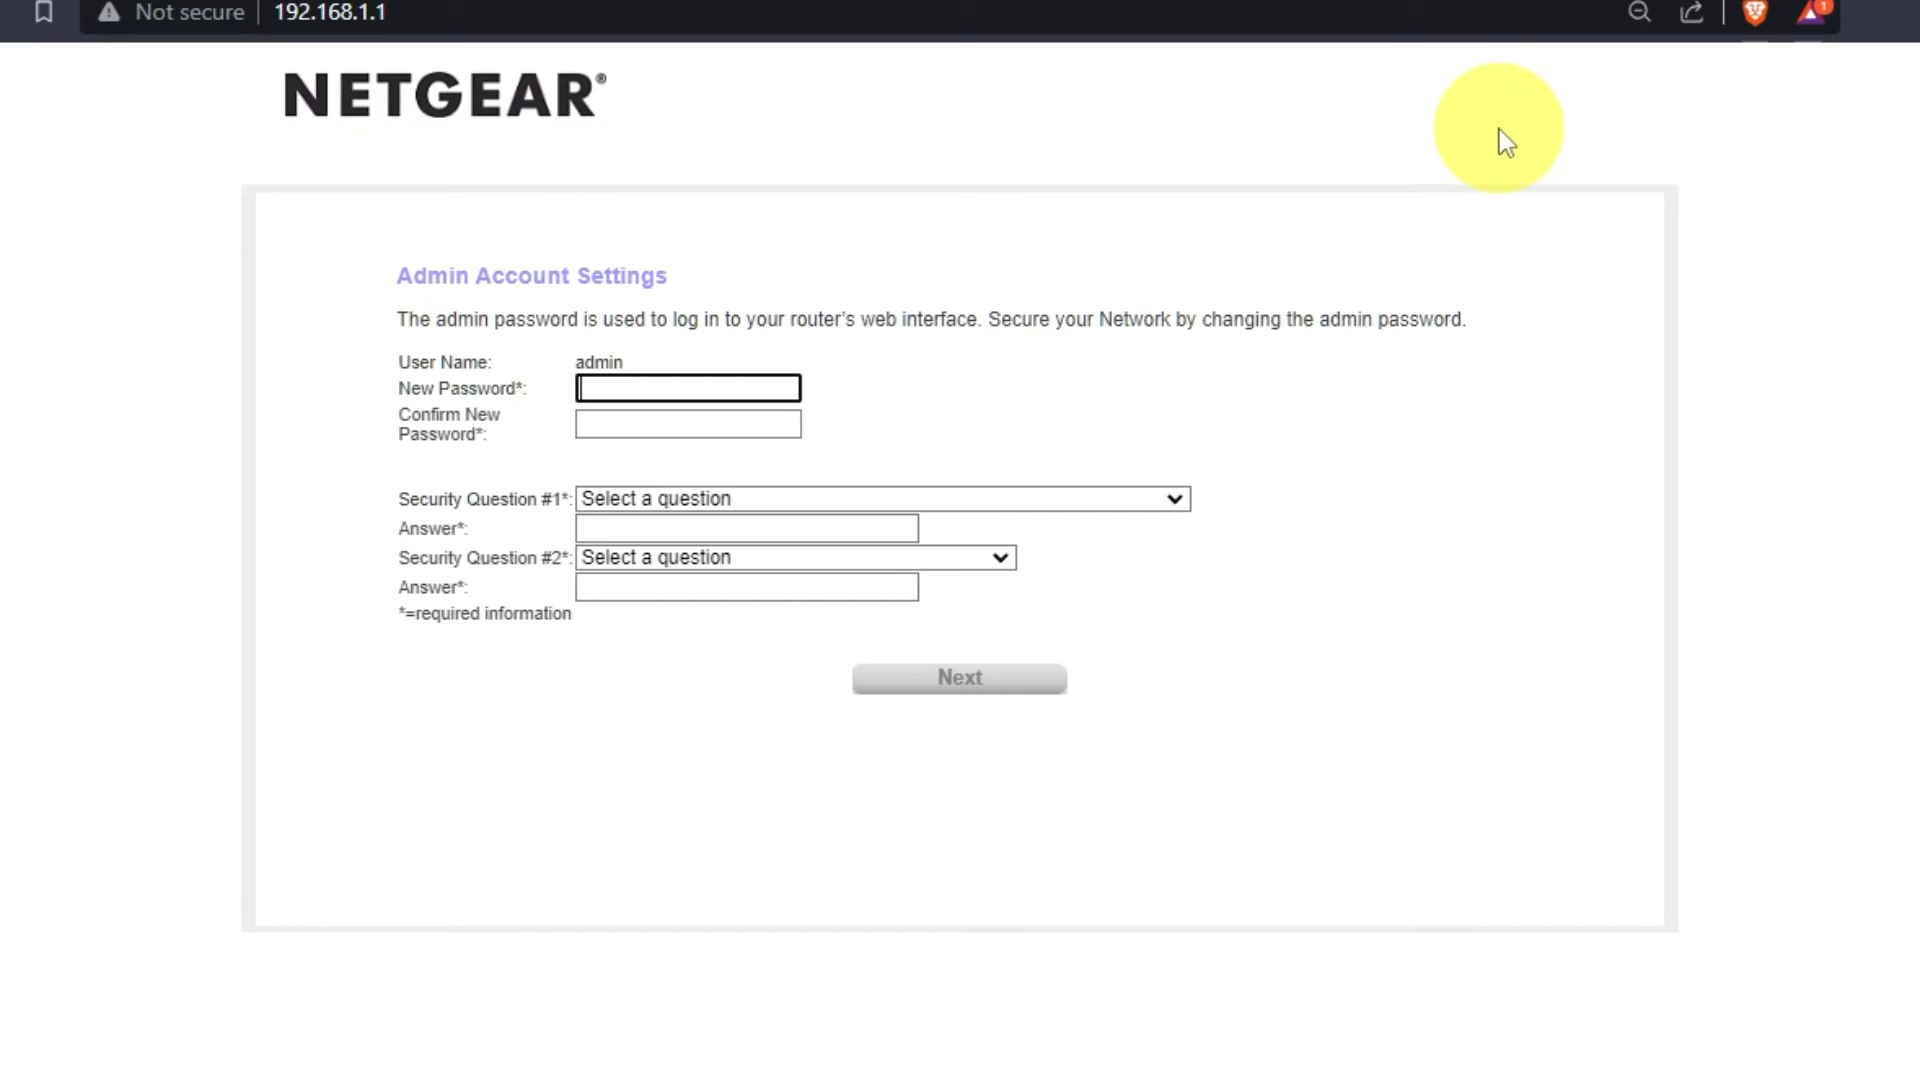 Not secure
192.168.1.1
1
NETGEAR®
Admin Account Settings
The admin password is used to log in to your router’s web interface. Secure your Network by changing the admin password.
User Name: admin
New Password*:
Confirm New
Password*:
Security Question #1*: Select a question
Answer*:
Security Question #2*: Select a question
Answer*:
*=required information
Next